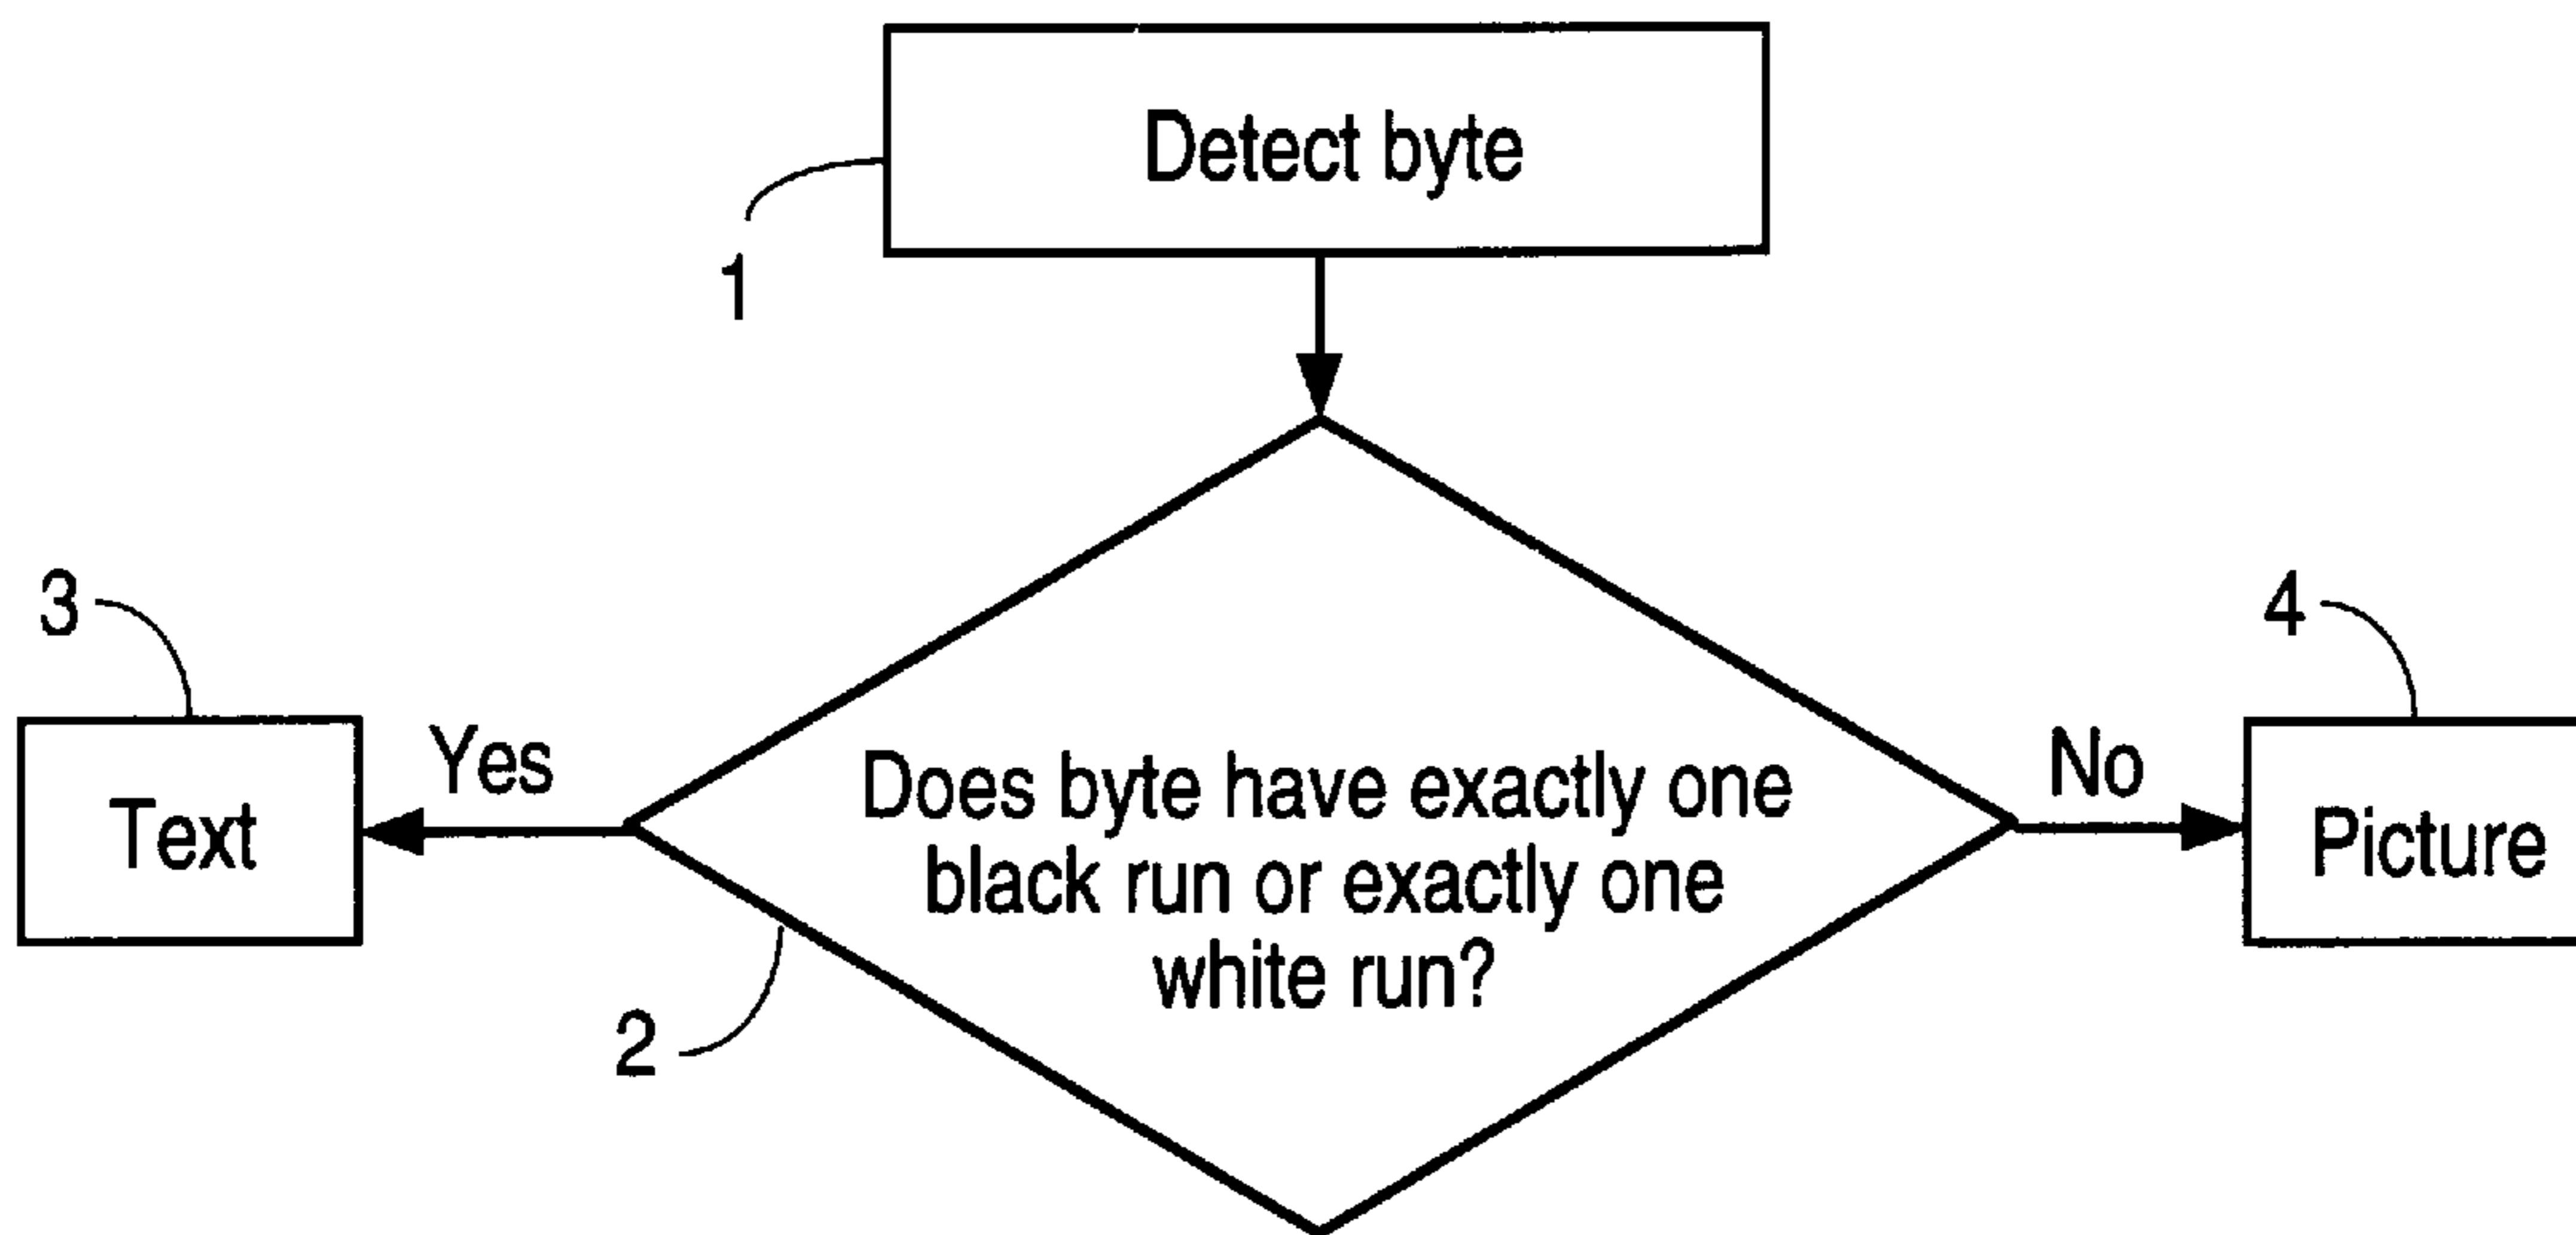 Detect byte
1
3
4
Yes
No
Text
Does byte have exactly one
black run or exactly one
white run?
Picture
2